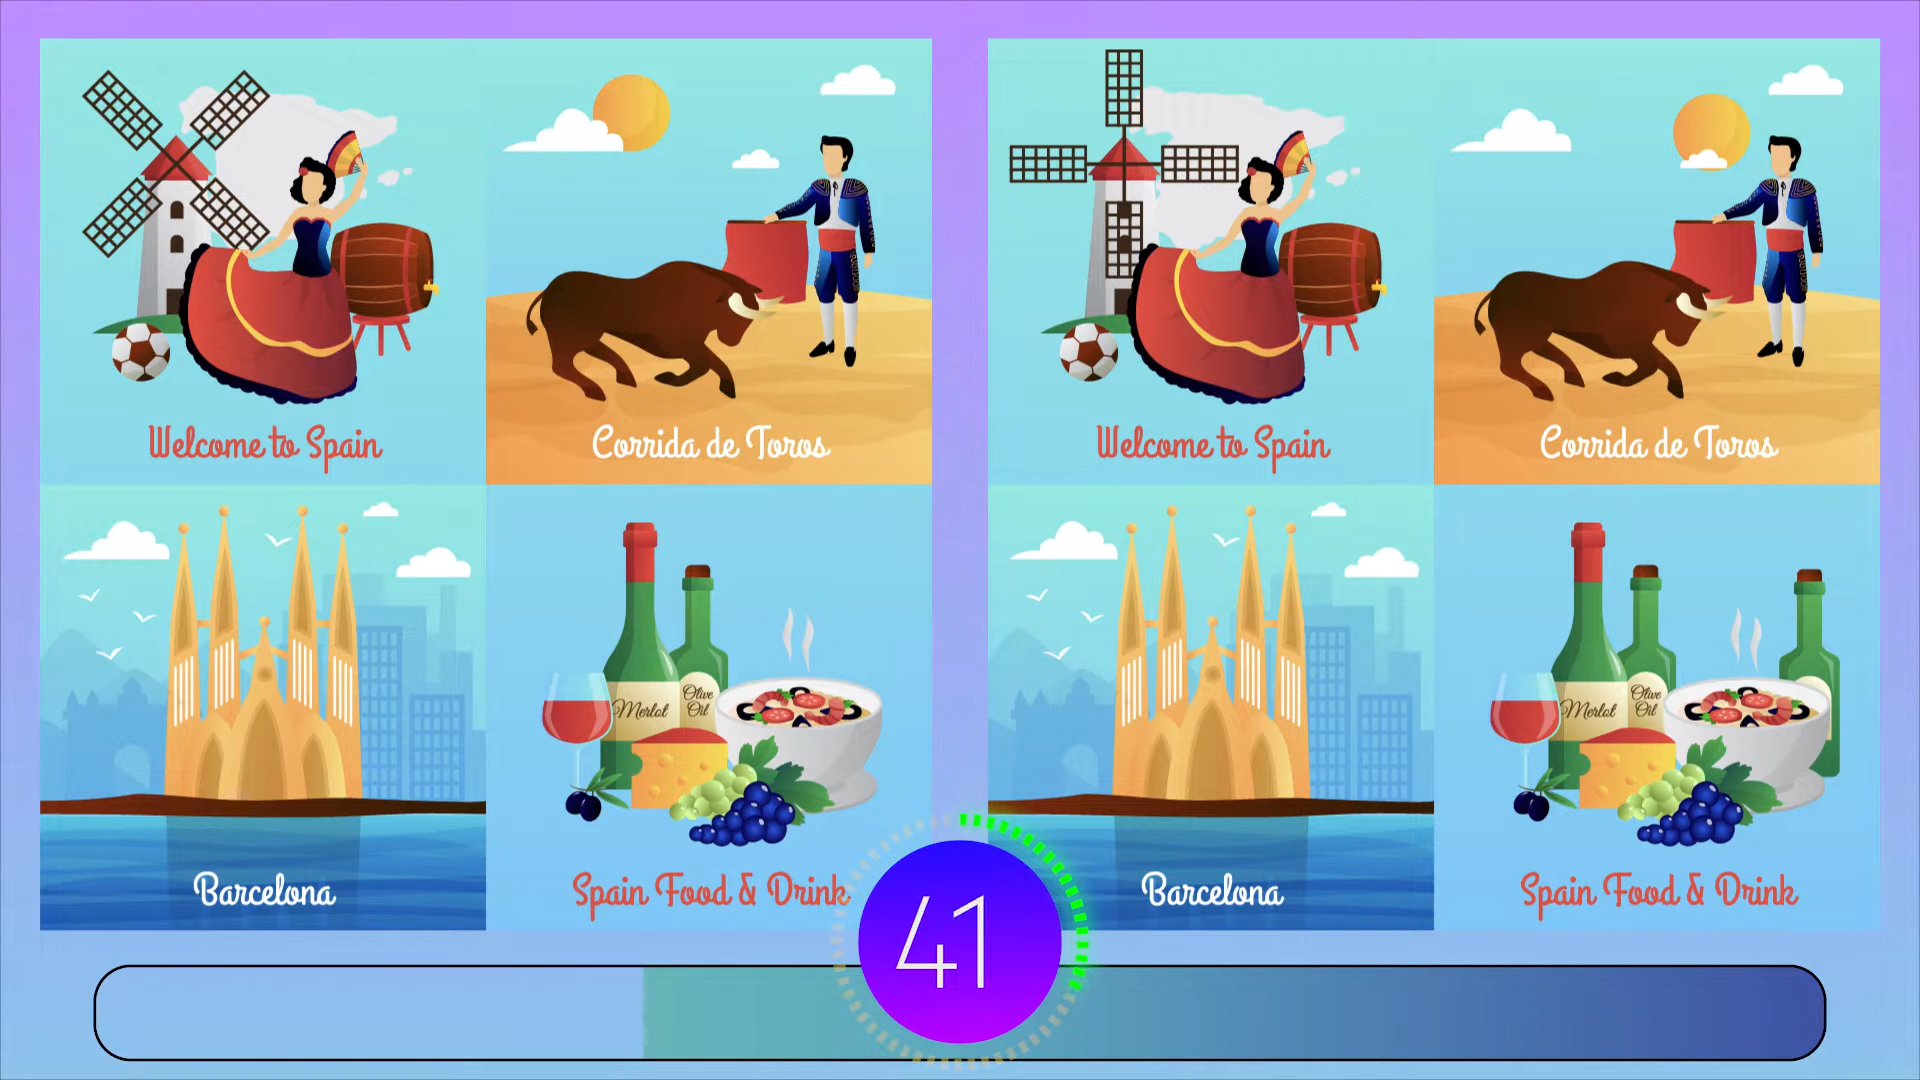 Welcome to Spain
Corrida de Toros
Welcome to Spain
Corrida de Toros
Merlot
Olive
Oil
Merlot
Olive
Oil
Barcelona
Spain Food & Drink
Barcelona
Spain Food & Drink
41